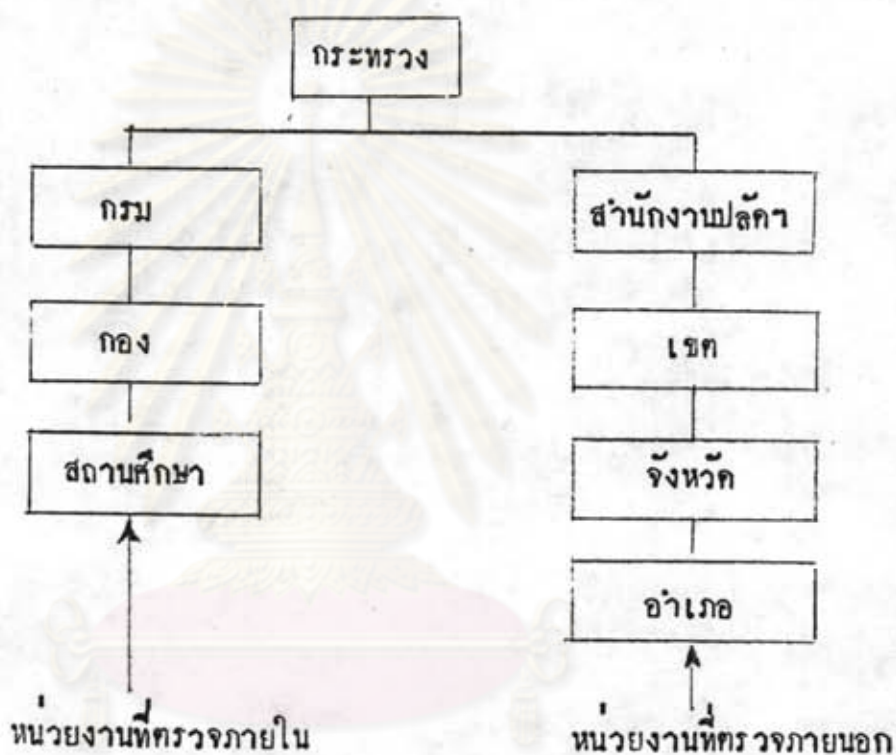 กระทรวง
กรม
สำนักงานปลัดฯ
กอง
เขต
สถานศึกษา
จังหวัด
อำเภอ
หน่วยงานที่ตรวจภายใน
หน่วยงานที่ตรวจภายนอก